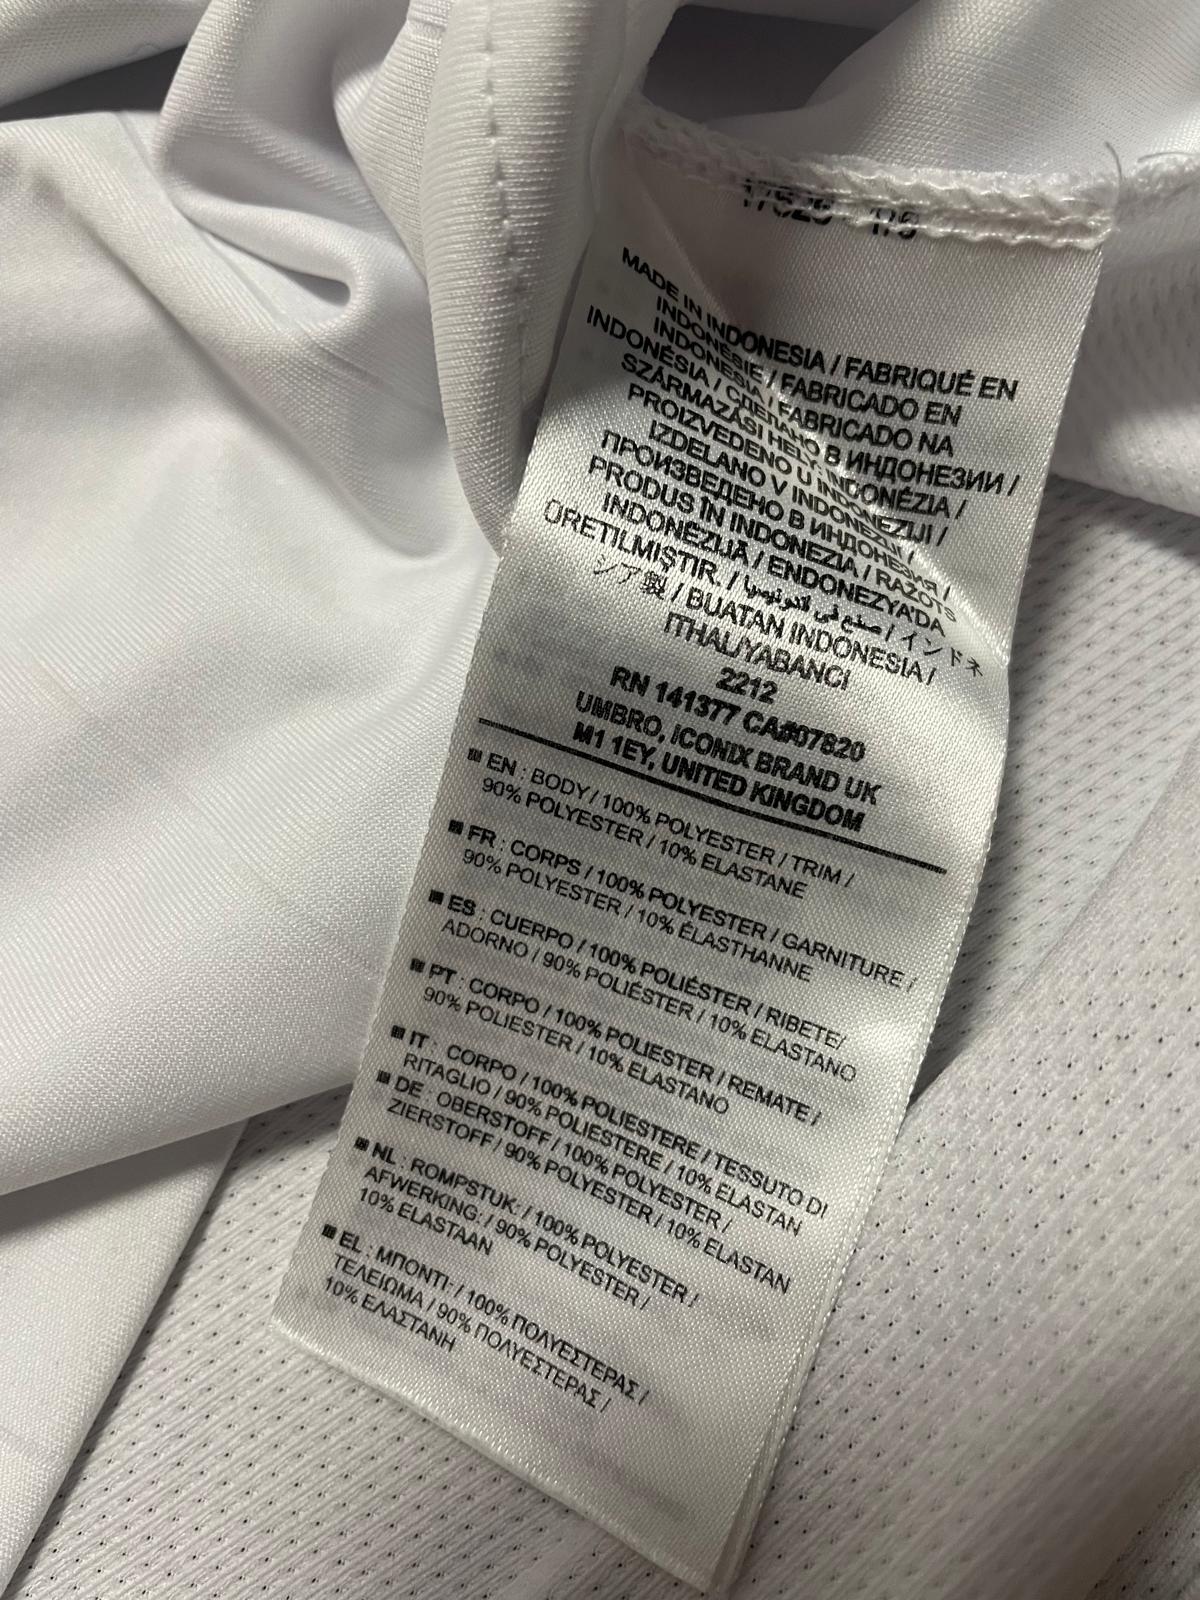 MADE IN INDONESIA / FABRIQUÉ EN
INDONÉSIE / FABRICADO EN
INDONESIA / FABRICADO NA
INDONÉSIA / СДЕЛАНО В ИНДОНЕЗИИ /
SZÁRMAZÁSI HELY: INDONÉZIA /
PROIZVEDENO U INDONEZIJI /
IZDELANO V INDONEZIJI /
ПРОИЗВЕДЕНО В ИНДОНЕЗИЯ /
PRODUS ÎN INDONEZIA / RAŽOTS
INDONĒZIJĀ / ENDONEZYA'DA
ÜRETILMIŞTIR. / صنع في اندونيسيا / インドネ
シア製 / BUATAN INDONESIA /
ITHAL/YABANCI
2212
RN 141377 CA#07820
UMBRO, ICONIX BRAND UK
M1 1EY, UNITED KINGDOM
EN : BODY / 100% POLYESTER / TRIM /
90% POLYESTER / 10% ELASTANE
FR : CORPS / 100% POLYESTER / GARNITURE /
90% POLYESTER / 10% ÉLASTHANNE
ES : CUERPO / 100% POLIÉSTER / RIBETE/
ADORNO / 90% POLIÉSTER / 10% ELASTANO
PT : CORPO / 100% POLIESTER / REMATE /
90% POLIESTER / 10% ELASTANO
IT : CORPO / 100% POLIESTERE / TESSUTO DI
RITAGLIO / 90% POLIESTERE / 10% ELASTAN
DE : OBERSTOFF / 100% POLYESTER /
ZIERSTOFF / 90% POLYESTER / 10% ELASTAN
NL : ROMPSTUK: / 100% POLYESTER /
AFWERKING: / 90% POLYESTER /
10% ELASTAAN
EL : ΜΠΟΝΤΙ: / 100% ΠΟΛΥΕΣΤΕΡΑΣ /
ΤΕΛΕΙΩΜΑ / 90% ΠΟΛΥΕΣΤΕΡΑΣ /
10% ΕΛΑΣΤΑΝΗ